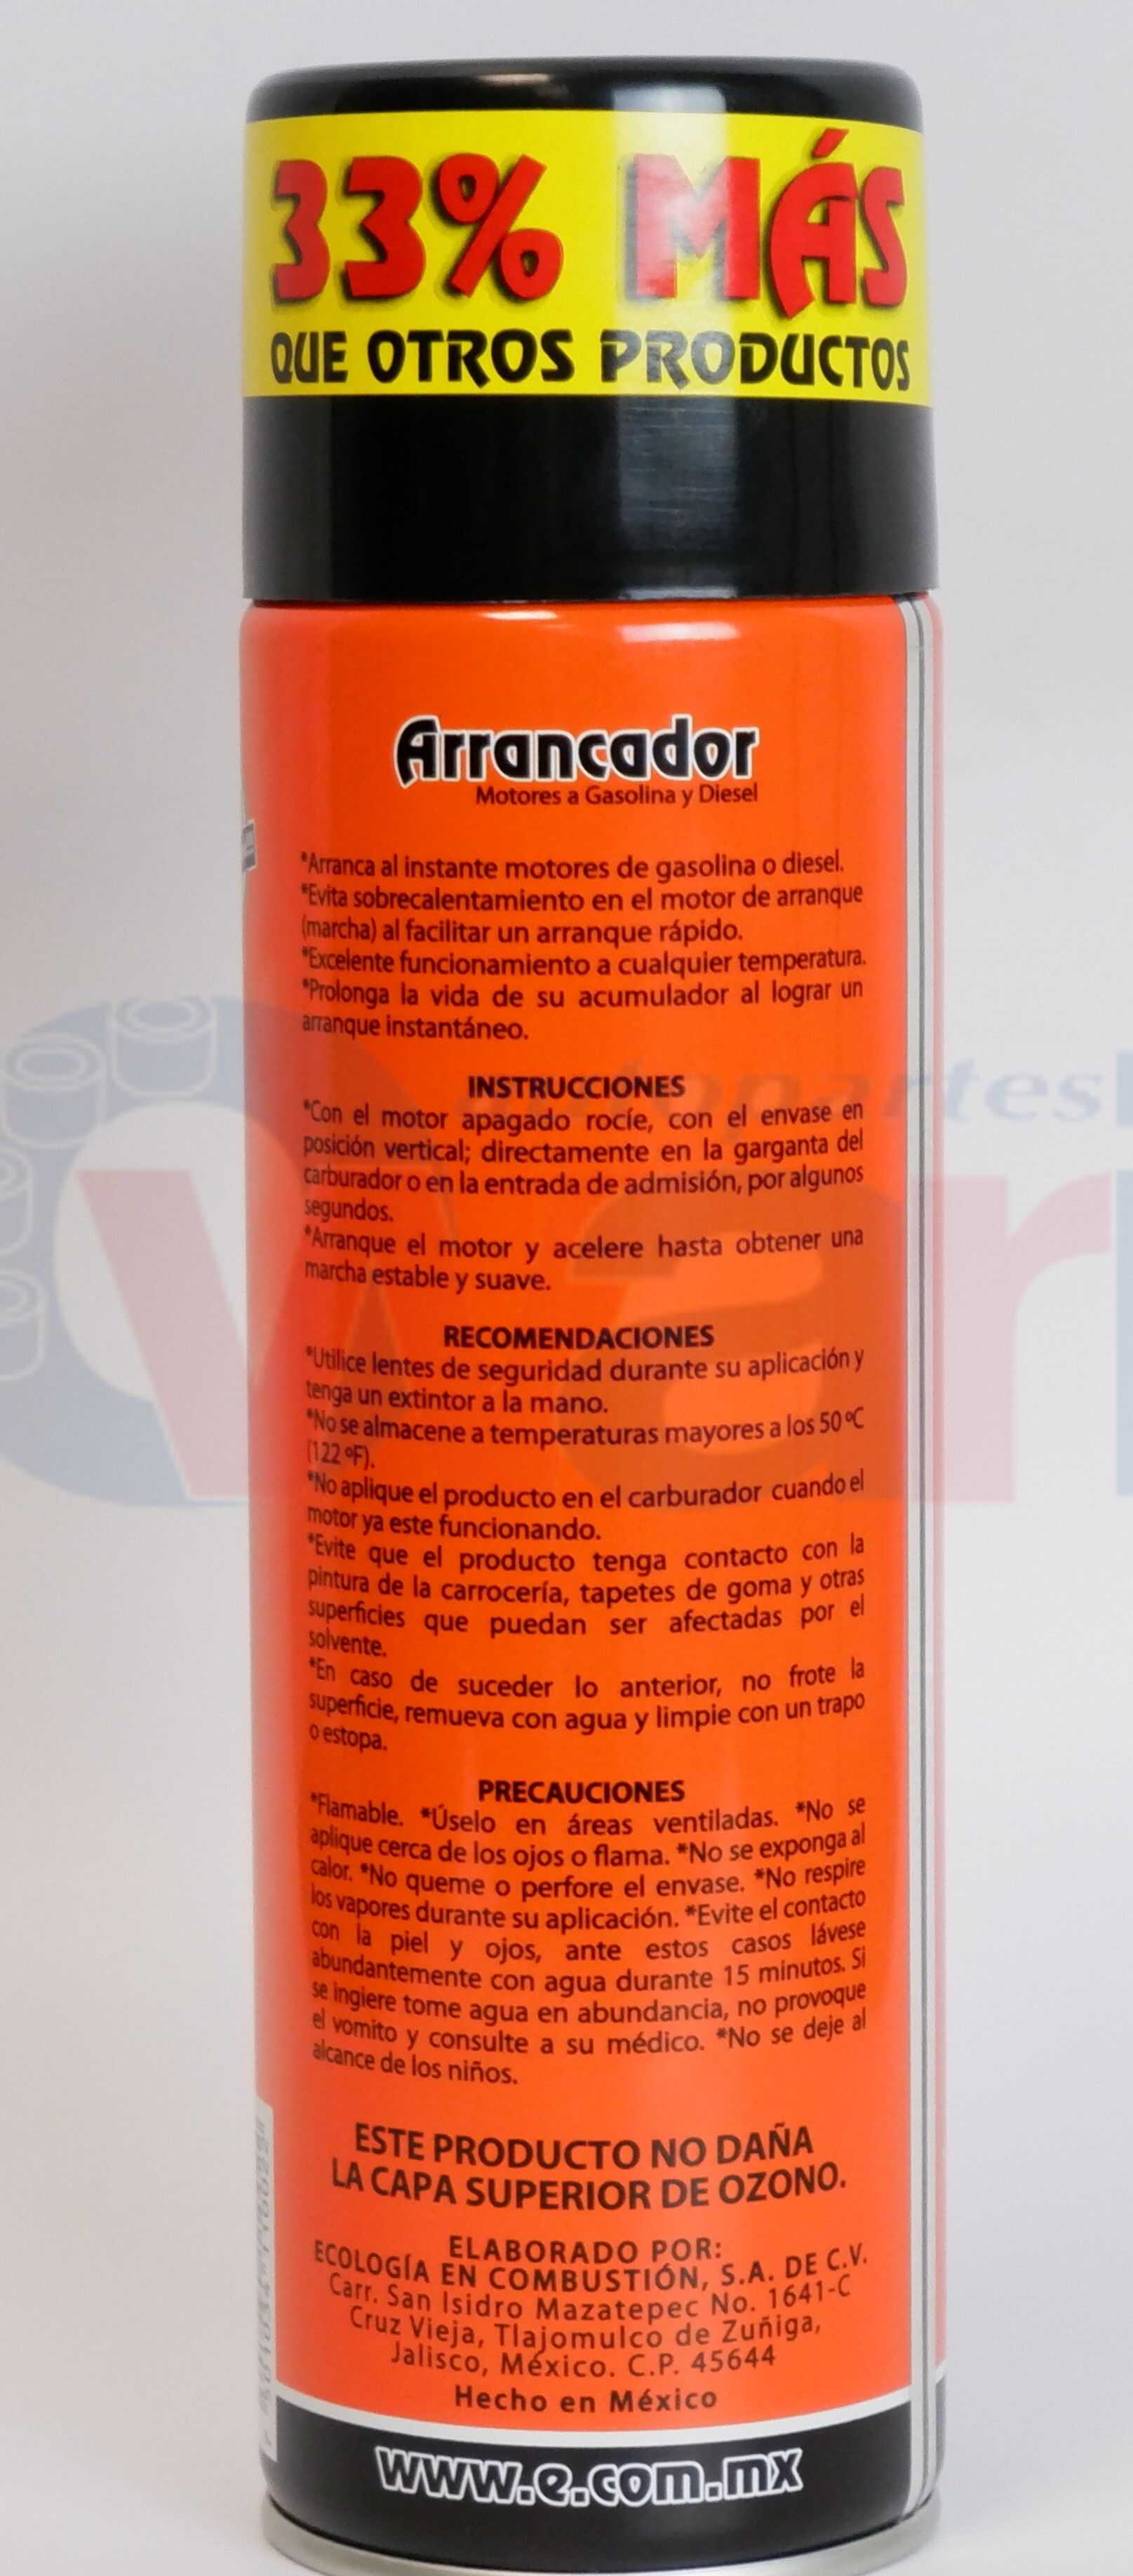 33% MÁS
QUE OTROS PRODUCTOS
Arrancador
Motores a Gasolina y Diesel
*Arranca al instante motores de gasolina o diesel.
*Evita sobrecalentamiento en el motor de arranque
(marcha) al facilitar un arranque rápido.
*Excelente funcionamiento a cualquier temperatura.
*Prolonga la vida de su acumulador al lograr un
arranque instantáneo.
INSTRUCCIONES
*Con el motor apagado rocíe, con el envase en
posición vertical; directamente en la garganta del
carburador o en la entrada de admisión, por algunos
segundos.
*Arranque el motor y acelere hasta obtener una
marcha estable y suave.
RECOMENDACIONES
*Utilice lentes de seguridad durante su aplicación y
tenga un extintor a la mano.
*No se almacene a temperaturas mayores a los 50 ºC
(122 ºF).
*No aplique el producto en el carburador cuando el
motor ya este funcionando.
*Evite que el producto tenga contacto con la
pintura de la carrocería, tapetes de goma y otras
superficies que puedan ser afectadas por el
solvente.
*En caso de suceder lo anterior, no frote la
superficie, remueva con agua y limpie con un trapo
o estopa.
PRECAUCIONES
*Flamable. *Úselo en áreas ventiladas. *No se
aplique cerca de los ojos o flama. *No se exponga al
calor. *No queme o perfore el envase. *No respire
los vapores durante su aplicación. *Evite el contacto
con la piel y ojos, ante estos casos lávese
abundantemente con agua durante 15 minutos. Si
se ingiere tome agua en abundancia, no provoque
el vomito y consulte a su médico. *No se deje al
alcance de los niños.
ESTE PRODUCTO NO DAÑA
LA CAPA SUPERIOR DE OZONO.
ELABORADO POR:
ECOLOGÍA EN COMBUSTIÓN, S.A. DE C.V.
Carr. San Isidro Mazatepec No. 1641-C
Cruz Vieja, Tlajomulco de Zuñiga,
Jalisco, México. C.P. 45644
Hecho en México
www.e.com.mx